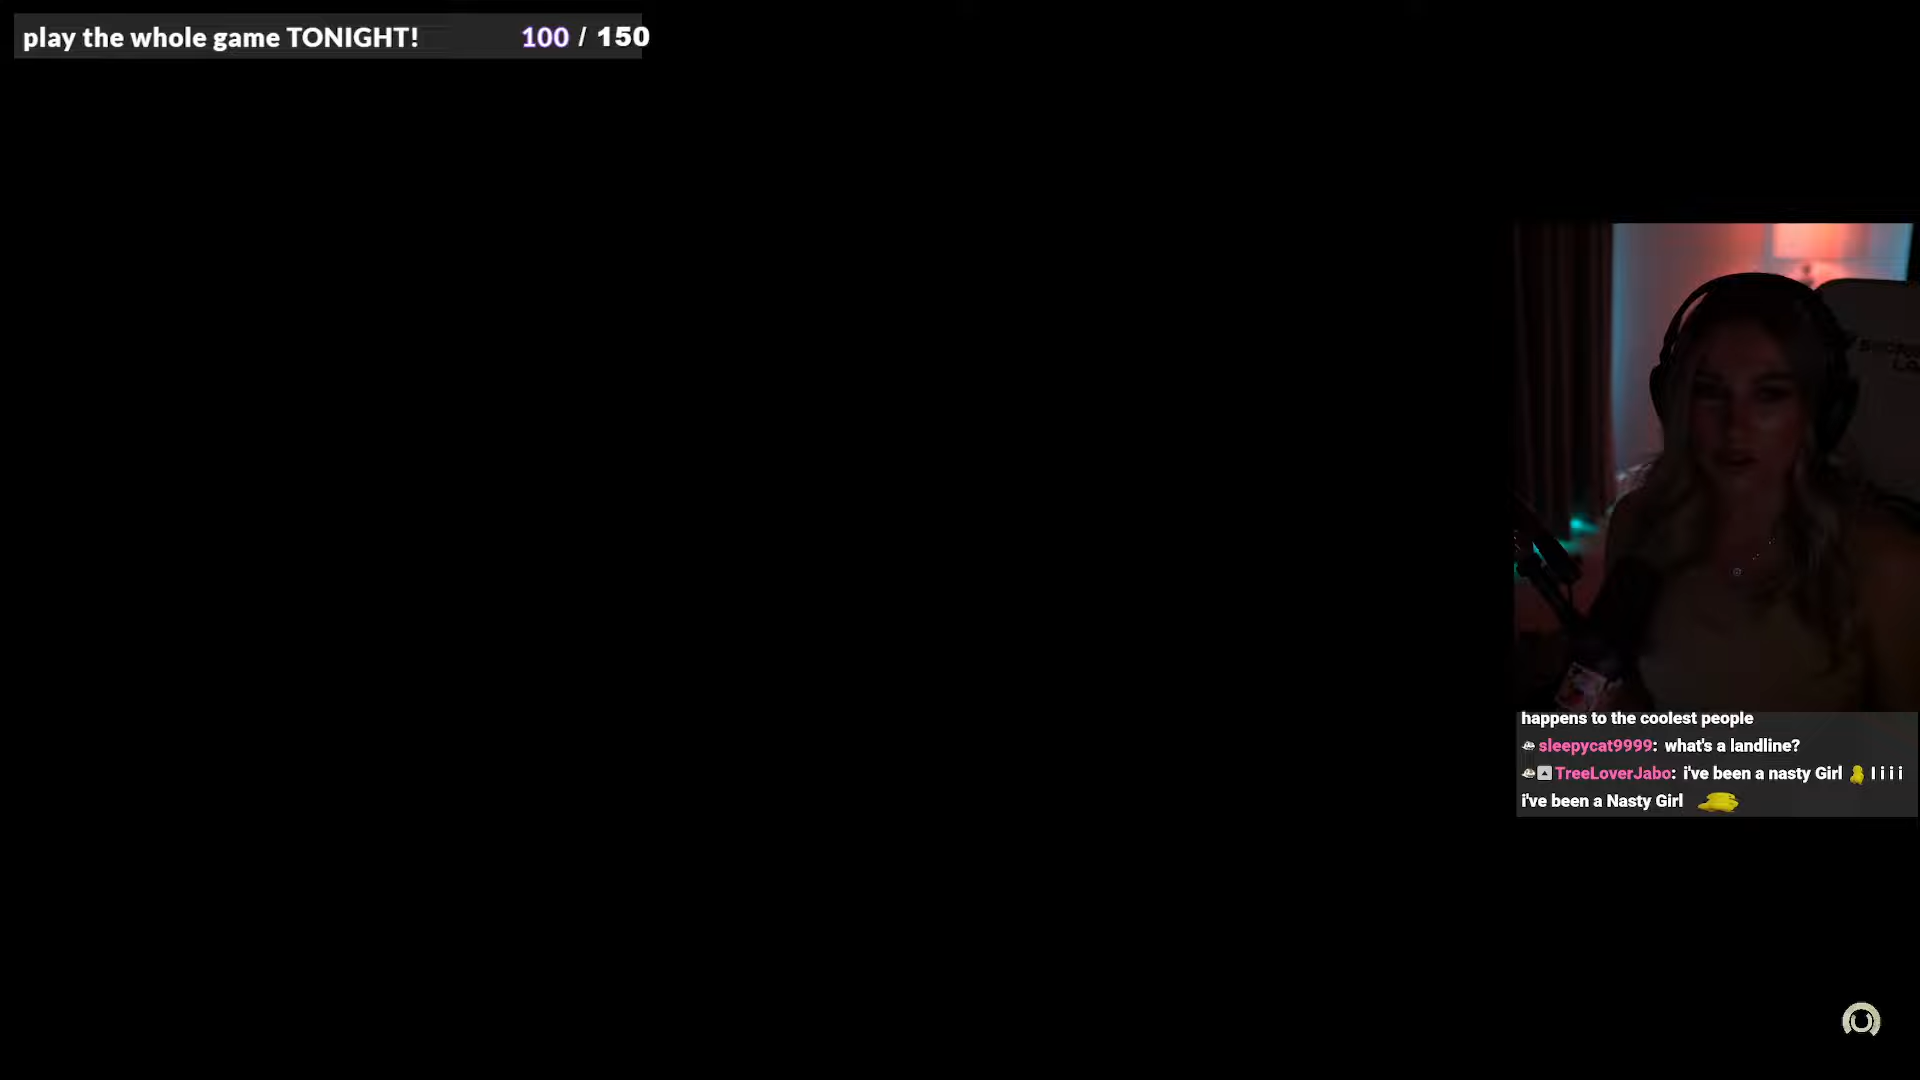 play the whole game TONIGHT! 100 / 150
happens to the coolest people
sleepycat9999: what's a landline?
TreeLoverJabo: i've been a nasty Girl I i i i
i've been a Nasty Girl